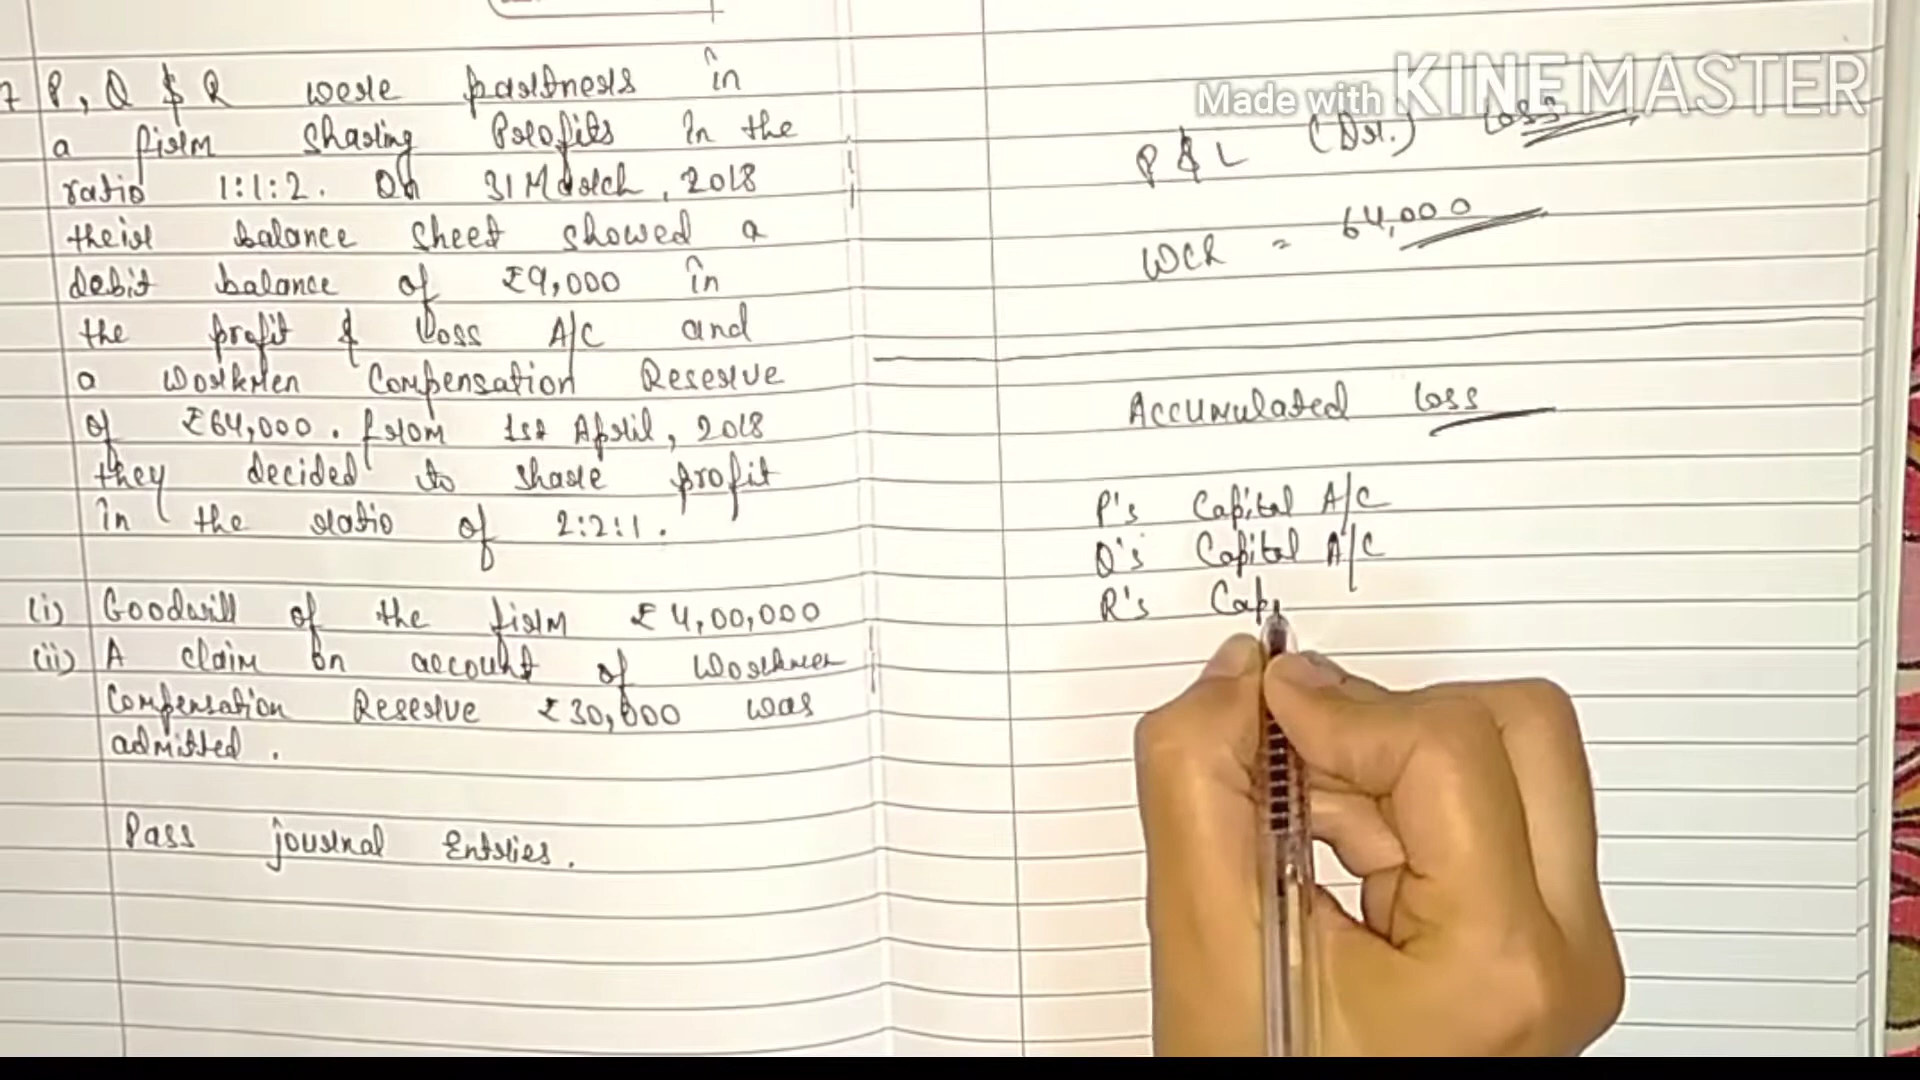 7 P, Q & R were partners in
a firm sharing Profits in the
ratio 1:1:2. On 31 March, 2018
their balance sheet showed a
debit balance of ₹9,000 in
the profit & Loss A/C and
a Workmen Compensation Reserve
of ₹64,000. from 1st April, 2018
they decided to share profit
in the ratio of 2:2:1.
(i) Goodwill of the firm ₹4,00,000
(ii) A claim on account of Workmen
Compensation Reserve ₹30,000 was
admitted.
Pass journal Entries.
Made with KINEMASTER
P & L (Dr.) Loss
WCR = 64,000
Accumulated Loss
P's Capital A/C
Q's Capital A/C
R's Cap